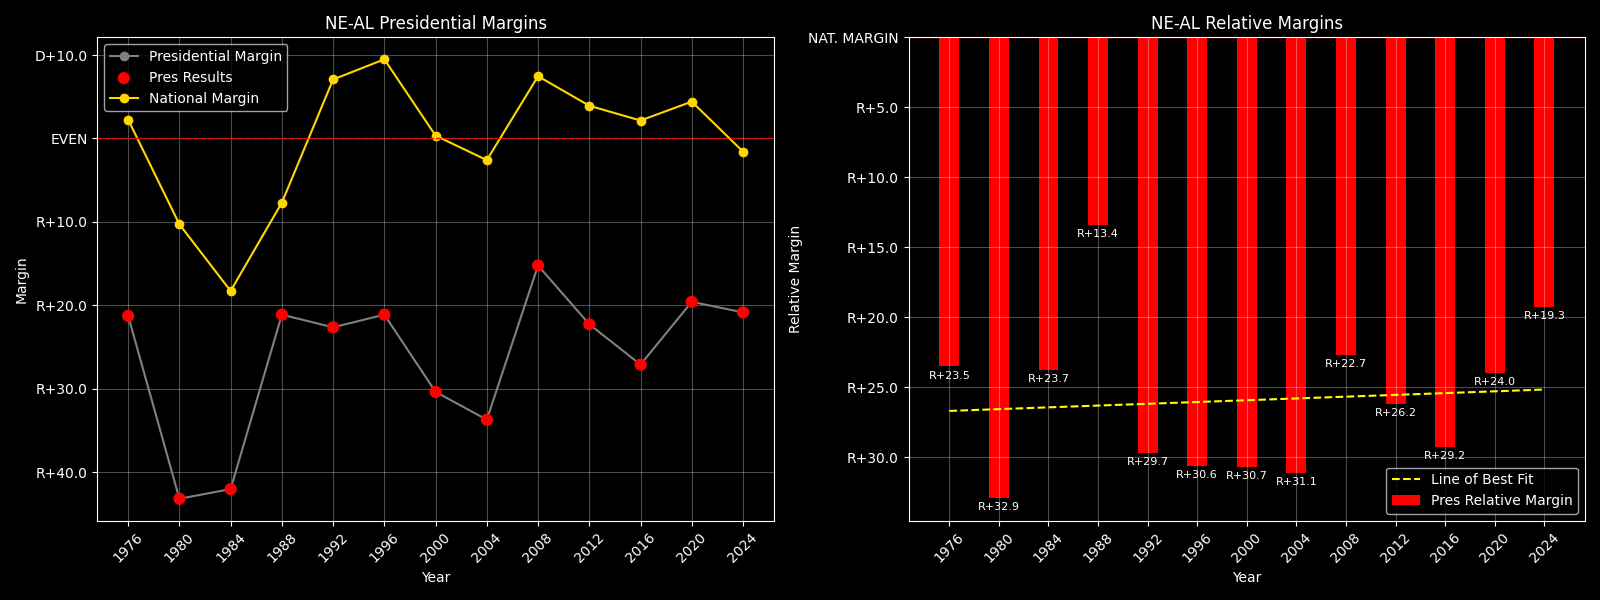 NE-AL Presidential Margins
Presidential Margin
Pres Results
National Margin
D+10.0
EVEN
R+10.0
R+20.0
R+30.0
R+40.0
Margin
1976
1980
1984
1988
1992
1996
2000
2004
2008
2012
2016
2020
2024
Year
NE-AL Relative Margins
NAT. MARGIN
R+5.0
R+10.0
R+15.0
R+20.0
R+25.0
R+30.0
Relative Margin
R+23.5
R+32.9
R+23.7
R+13.4
R+29.7
R+30.6
R+30.7
R+31.1
R+22.7
R+26.2
R+29.2
R+24.0
R+19.3
Line of Best Fit
Pres Relative Margin
1976
1980
1984
1988
1992
1996
2000
2004
2008
2012
2016
2020
2024
Year